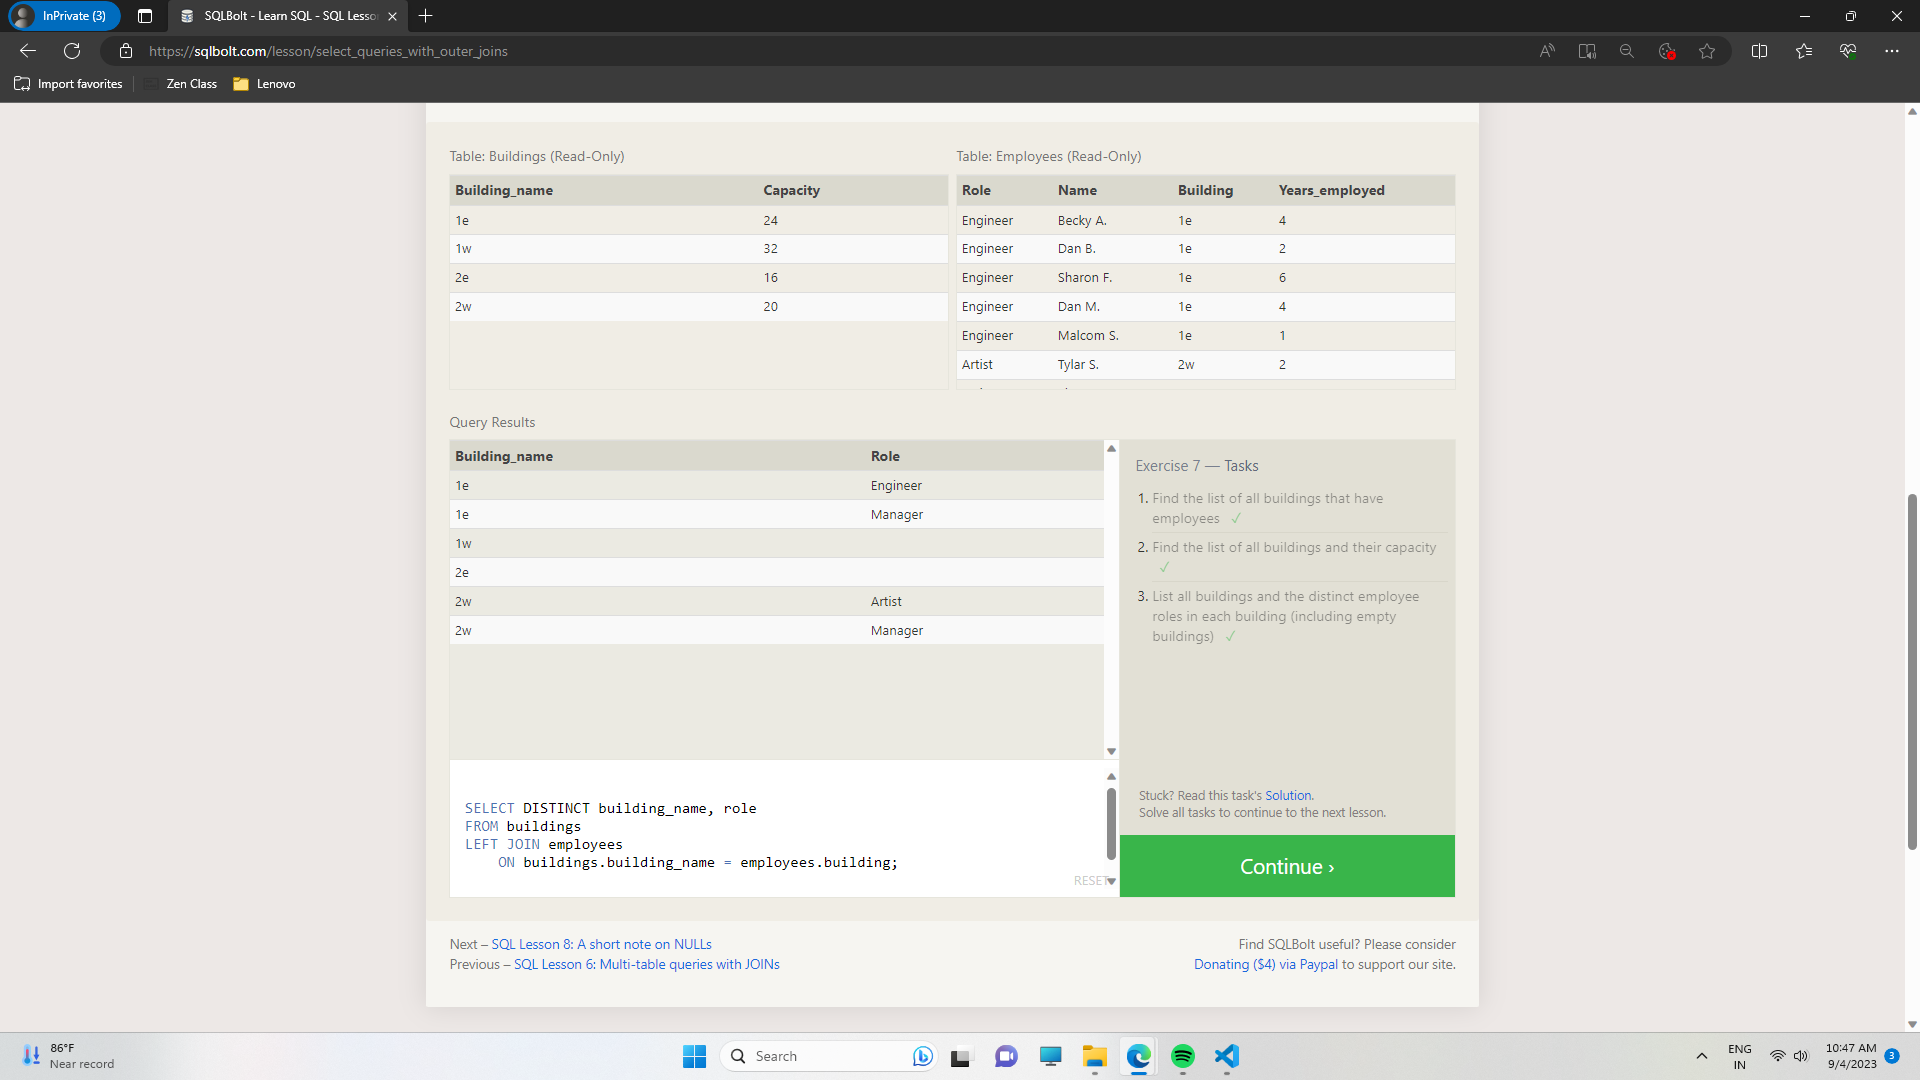 InPrivate (3)
SQLBolt - Learn SQL - SQL Lesso
https://sqlbolt.com/lesson/select_queries_with_outer_joins
Import favorites
Zen Class
Lenovo
Table: Buildings (Read-Only)
Building_name Capacity
1e 24
1w 32
2e 16
2w 20
Table: Employees (Read-Only)
Role Name Building Years_employed
Engineer Becky A. 1e 4
Engineer Dan B. 1e 2
Engineer Sharon F. 1e 6
Engineer Dan M. 1e 4
Engineer Malcom S. 1e 1
Artist Tylar S. 2w 2
Query Results
Building_name Role
1e Engineer
1e Manager
1w
2e
2w Artist
2w Manager
Exercise 7 — Tasks
1. Find the list of all buildings that have
employees ✓
2. Find the list of all buildings and their capacity
✓
3. List all buildings and the distinct employee
roles in each building (including empty
buildings) ✓
SELECT DISTINCT building_name, role
FROM buildings
LEFT JOIN employees
ON buildings.building_name = employees.building;
RESET
Stuck? Read this task's Solution.
Solve all tasks to continue to the next lesson.
Continue ›
Next – SQL Lesson 8: A short note on NULLs
Previous – SQL Lesson 6: Multi-table queries with JOINs
Find SQLBolt useful? Please consider
Donating ($4) via Paypal to support our site.
86°F
Near record
Search
ENG
IN
10:47 AM
9/4/2023
3